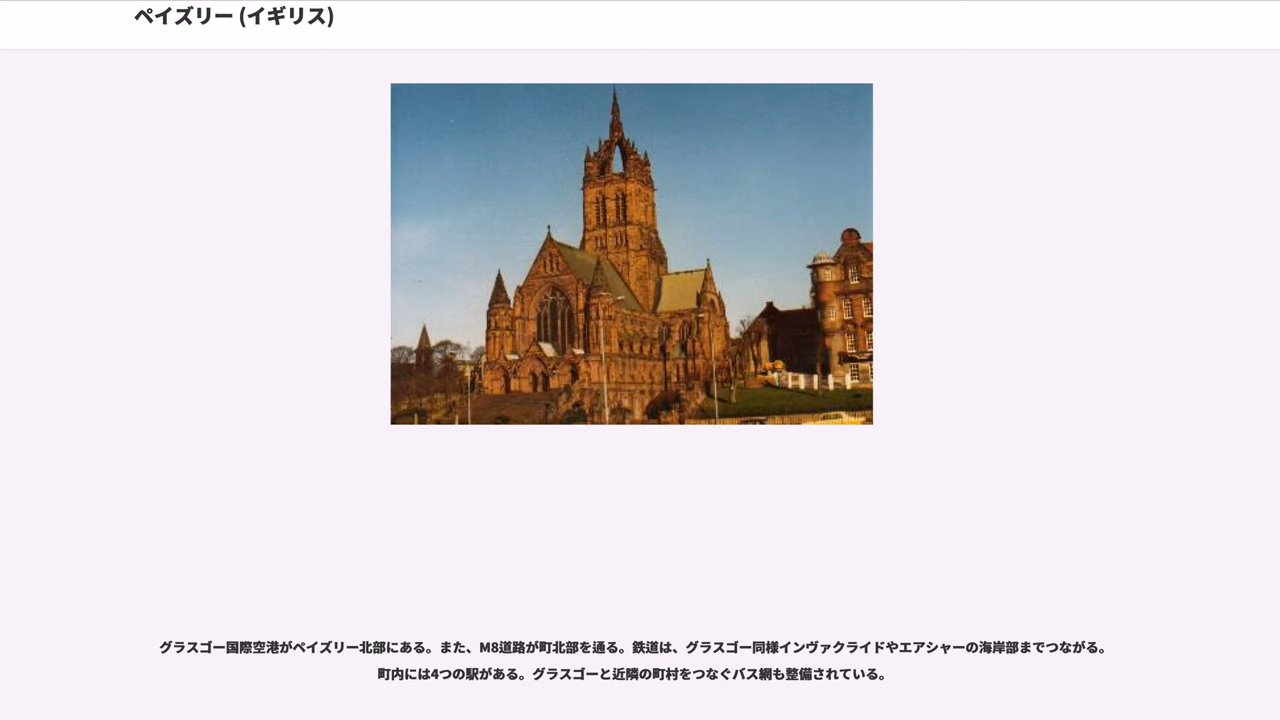 ペイズリー (イギリス)
グラスゴー国際空港がペイズリー北部にある。また、M8道路が町北部を通る。鉄道は、グラスゴー同様インヴァクライドやエアシャーの海岸部までつながる。
町内には4つの駅がある。グラスゴーと近隣の町村をつなぐバス網も整備されている。